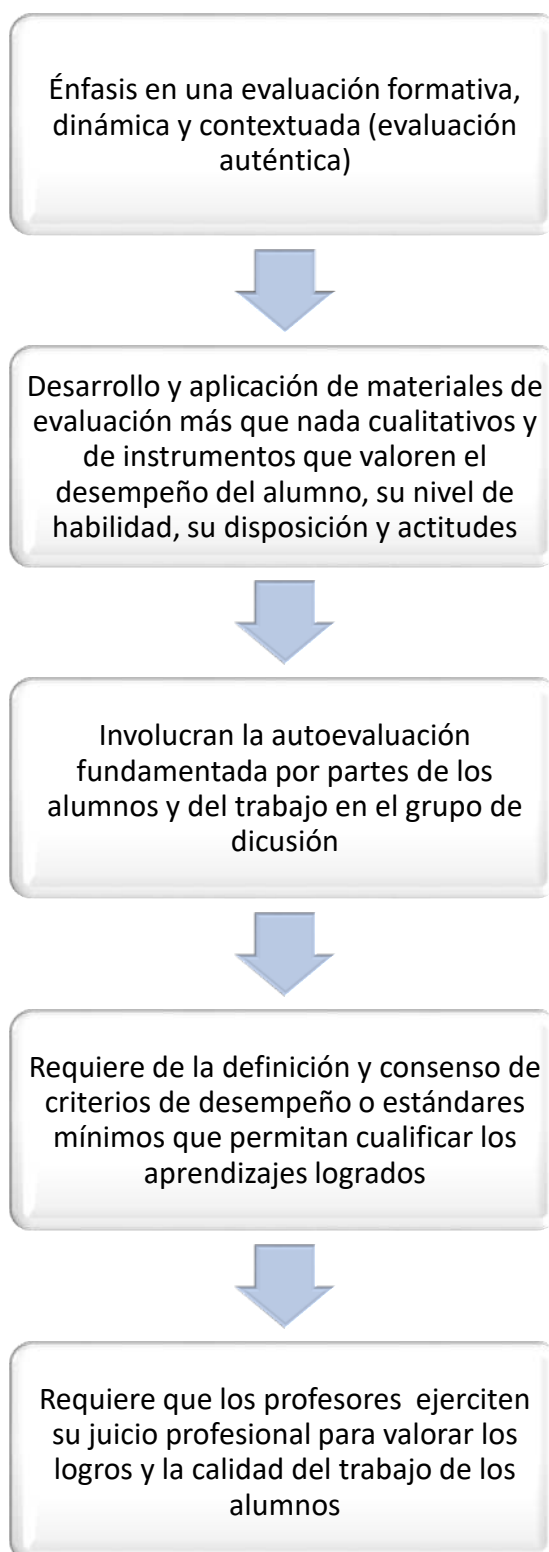 Énfasis en una evaluación formativa,
dinámica y contextuada (evaluación
auténtica)
Desarrollo y aplicación de materiales de
evaluación más que nada cualitativos y
de instrumentos que valoren el
desempeño del alumno, su nivel de
habilidad, su disposición y actitudes
Involucran la autoevaluación
fundamentada por partes de los
alumnos y del trabajo en el grupo de
dicusión
Requiere de la definición y consenso de
criterios de desempeño o estándares
mínimos que permitan cualificar los
aprendizajes logrados
Requiere que los profesores  ejerciten
su juicio profesional para valorar los
logros y la calidad del trabajo de los
alumnos